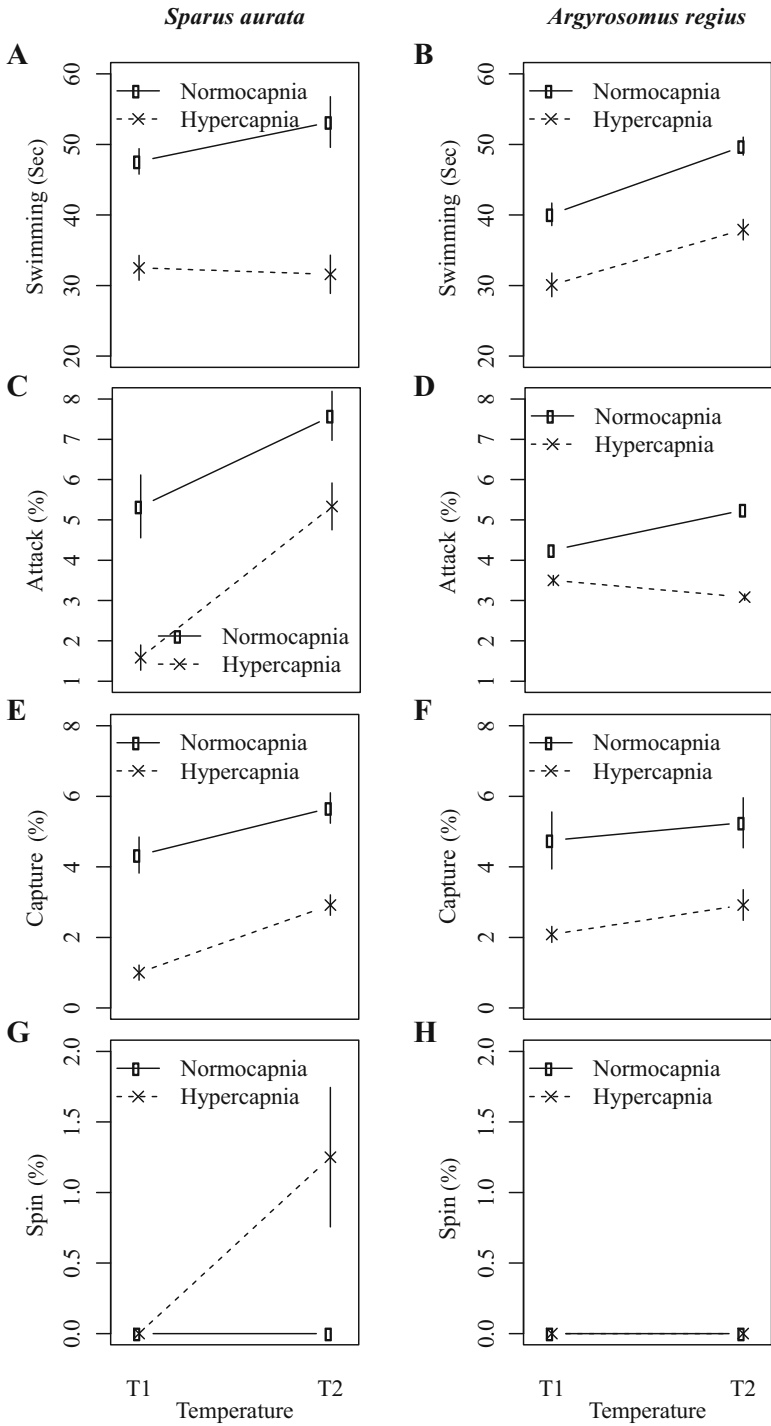 Sparus aurata
Argyrosomus regius
A
Swimming (Sec)
20 30 40 50 60
Normocapnia
Hypercapnia
B
Swimming (Sec)
20 30 40 50 60
Normocapnia
Hypercapnia
C
Attack (%)
1 2 3 4 5 6 7 8
Normocapnia
Hypercapnia
D
Attack (%)
1 2 3 4 5 6 7 8
Normocapnia
Hypercapnia
E
Capture (%)
0 2 4 6 8
Normocapnia
Hypercapnia
F
Capture (%)
0 2 4 6 8
Normocapnia
Hypercapnia
G
Spin (%)
0.0 0.5 1.0 1.5 2.0
Normocapnia
Hypercapnia
H
Spin (%)
0.0 0.5 1.0 1.5 2.0
Normocapnia
Hypercapnia
T1 T2
Temperature
T1 T2
Temperature